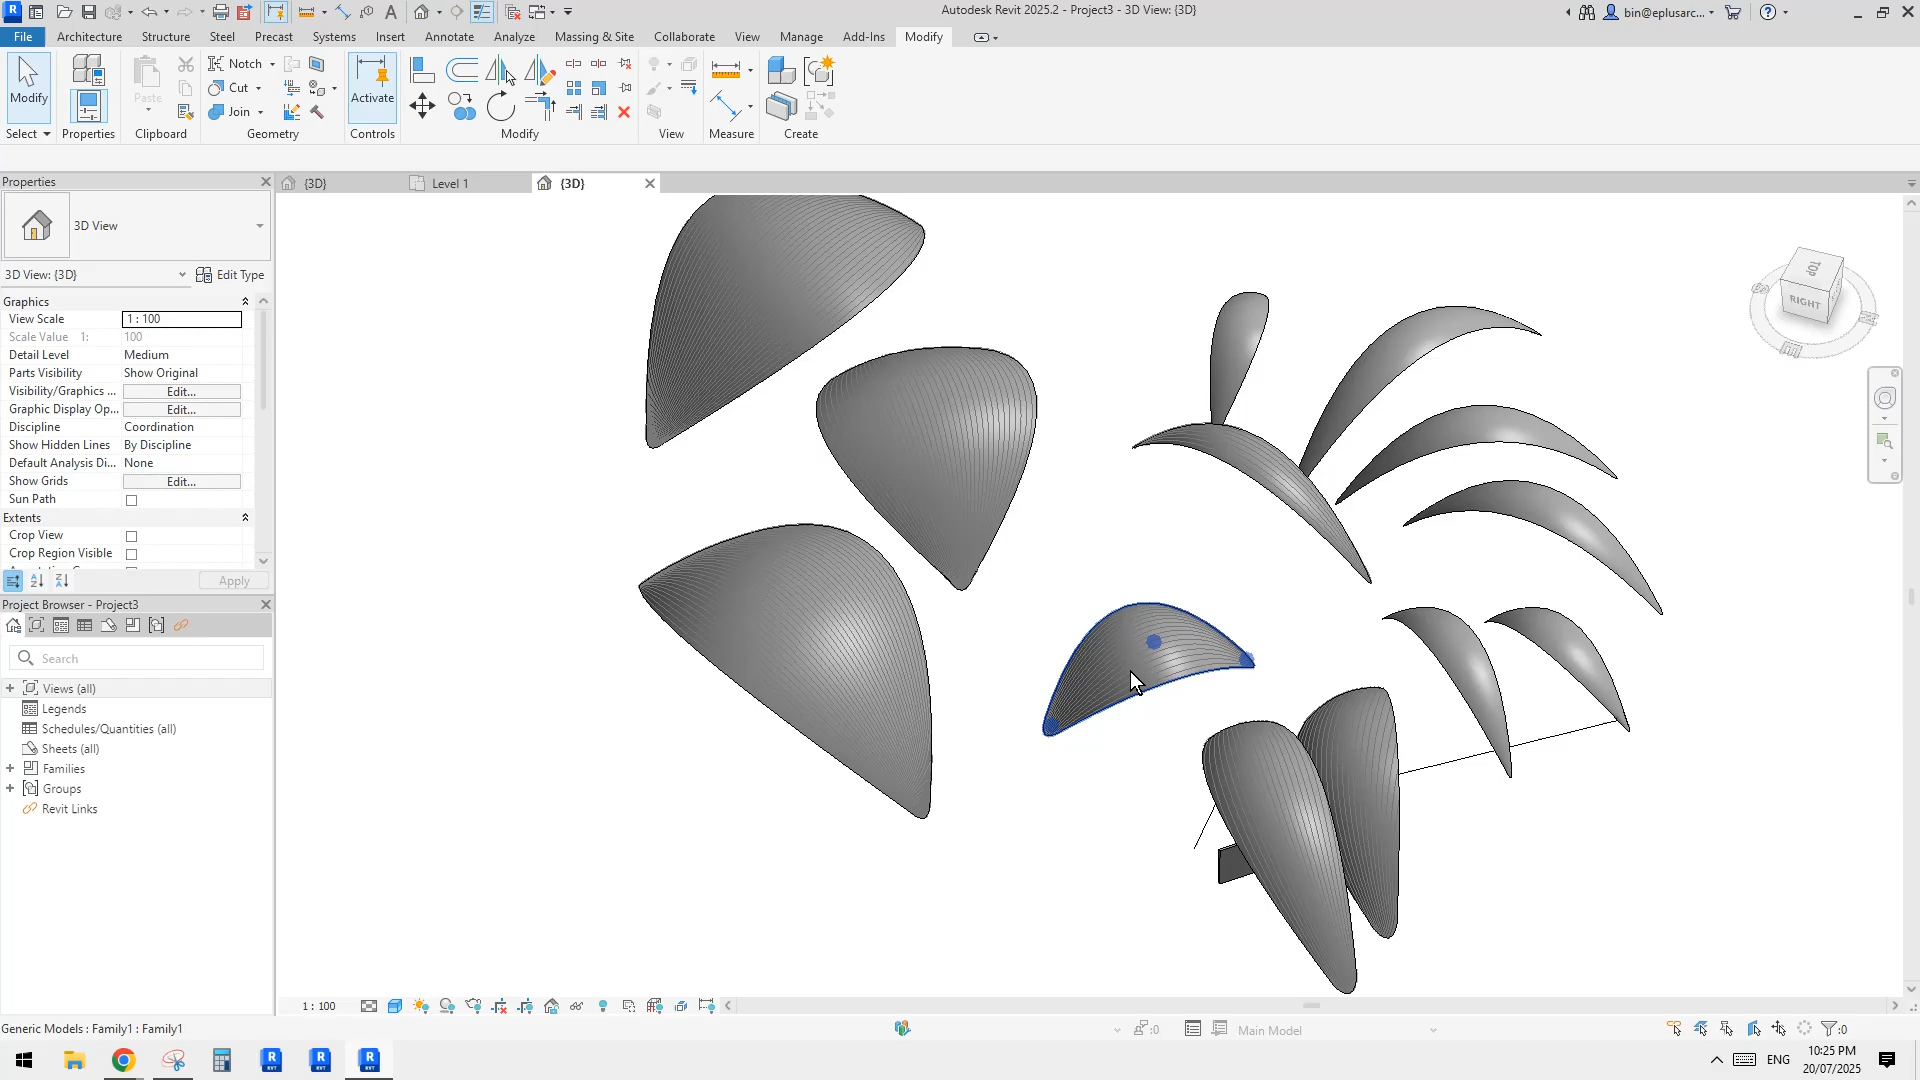 Autodesk Revit 2025.2 - Project3 - 3D View: {3D}
bin@eplusarc...
File
Architecture
Structure
Steel
Precast
Systems
Insert
Annotate
Analyze
Massing & Site
Collaborate
View
Manage
Add-Ins
Modify
Modify
Paste
Notch
Cut
Join
Activate
Select
Properties
Clipboard
Geometry
Controls
Modify
View
Measure
Create
Properties
{3D}
Level 1
{3D}
3D View
3D View: {3D}
Edit Type
Graphics
View Scale
1 : 100
Scale Value 1:
100
Detail Level
Medium
Parts Visibility
Show Original
Visibility/Graphics ...
Edit...
Graphic Display Op...
Edit...
Discipline
Coordination
Show Hidden Lines
By Discipline
Default Analysis Di...
None
Show Grids
Edit...
Sun Path
Extents
Crop View
Crop Region Visible
Apply
Project Browser - Project3
Search
Views (all)
Legends
Schedules/Quantities (all)
Sheets (all)
Families
Groups
Revit Links
TOP
RIGHT
1 : 100
Generic Models : Family1 : Family1
:0
Main Model
:0
ENG
10:25 PM
20/07/2025